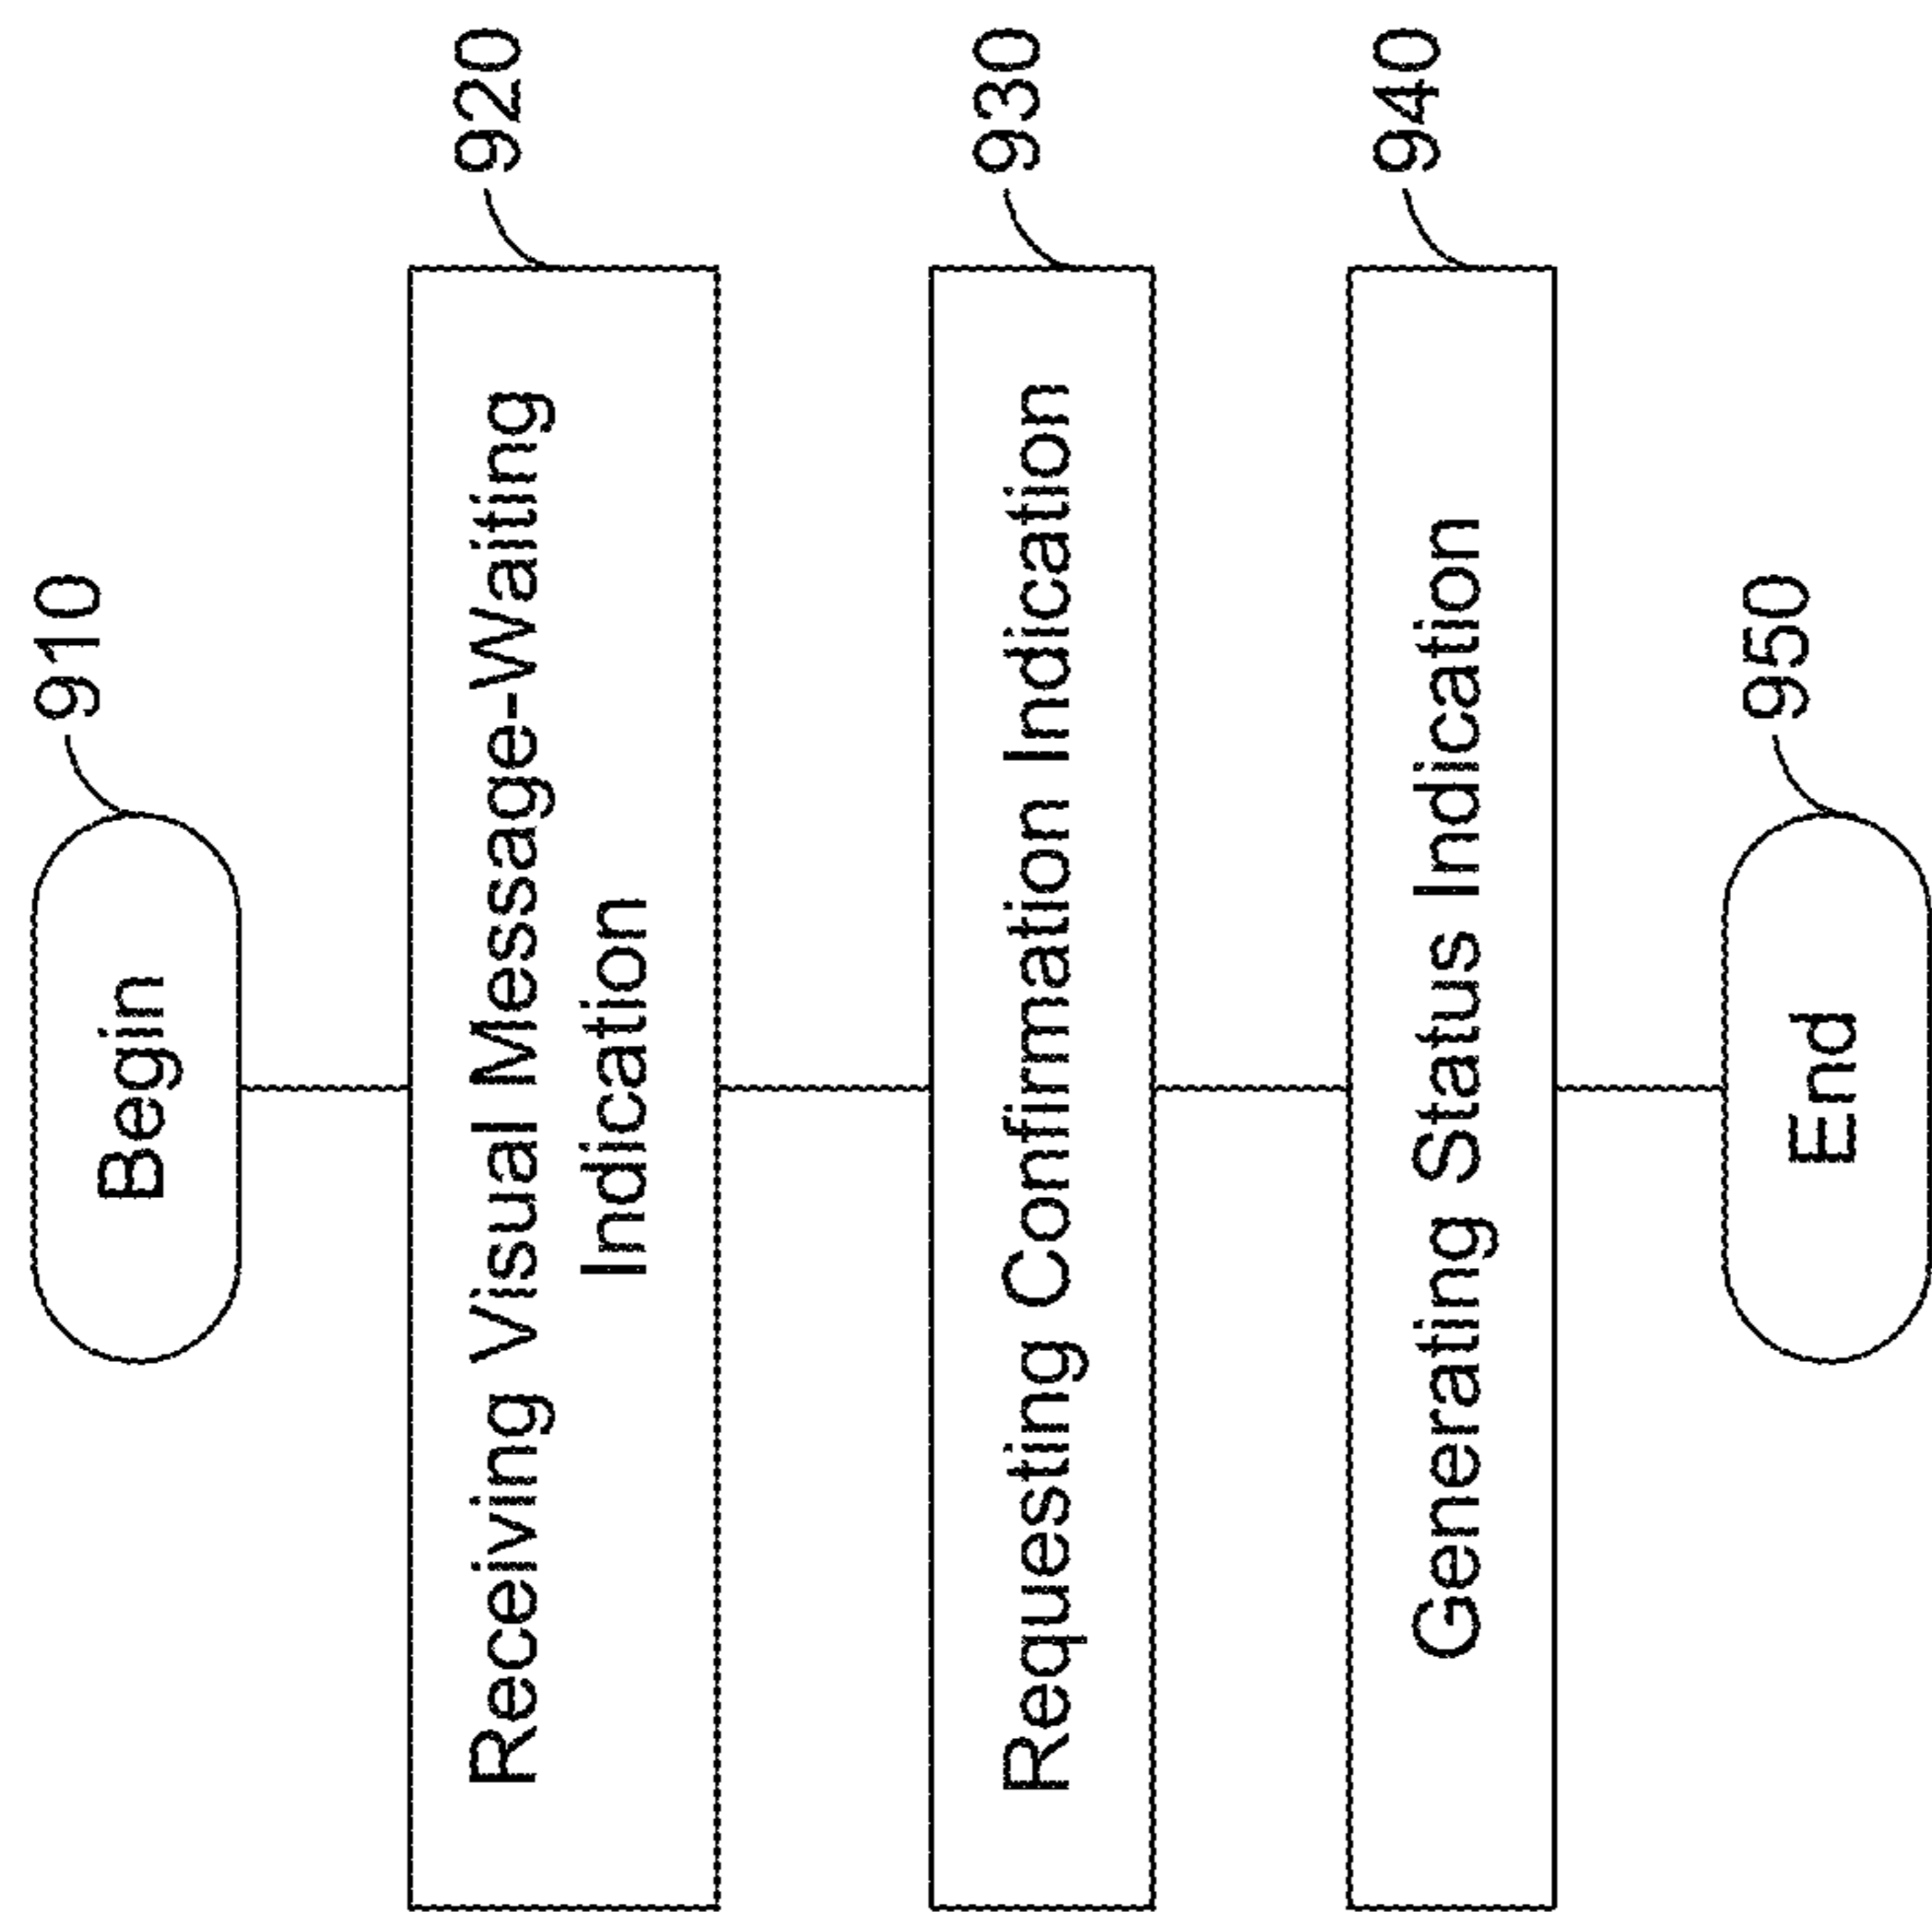 Begin
910
Receiving Visual Message-Waiting
Indication
920
Requesting Confirmation Indication
930
Generating Status Indication
940
End
950